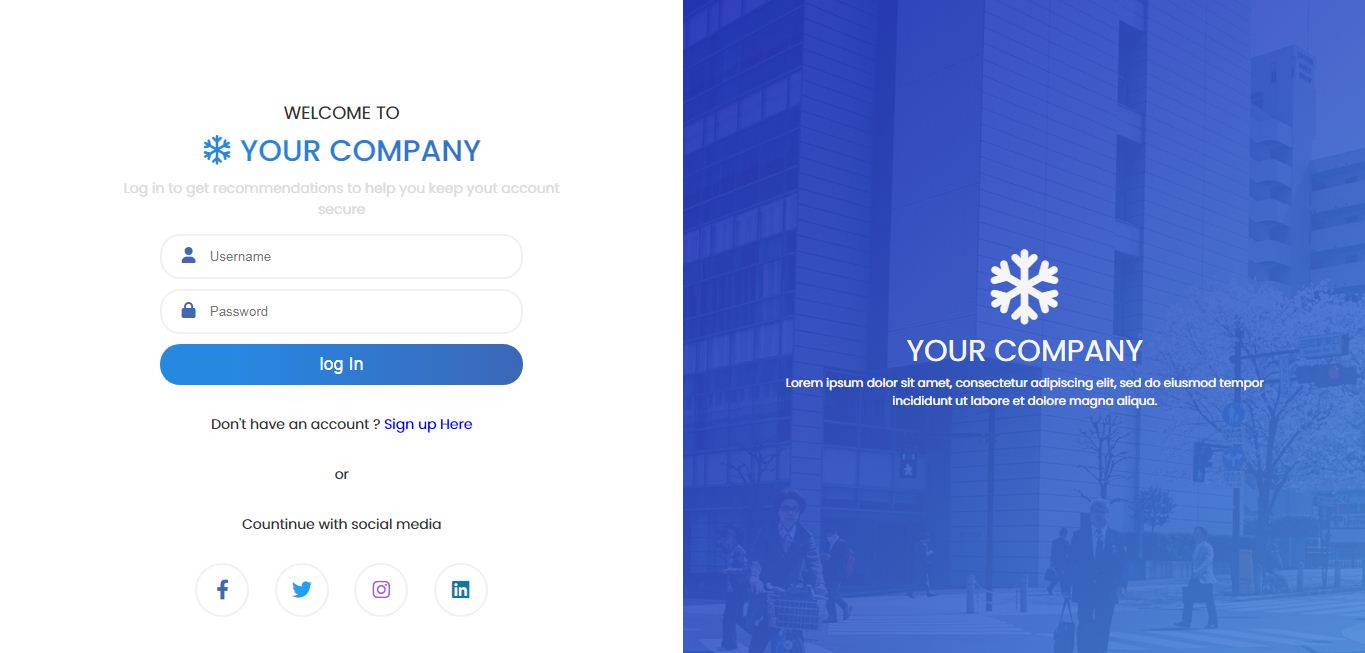 WELCOME TO
YOUR COMPANY
Log in to get recommendations to help you keep yout account
secure
Username
Password
log In
Don't have an account ? Sign up Here
or
Countinue with social media
YOUR COMPANY
Lorem ipsum dolor sit amet, consectetur adipiscing elit, sed do eiusmod tempor
incididunt ut labore et dolore magna aliqua.